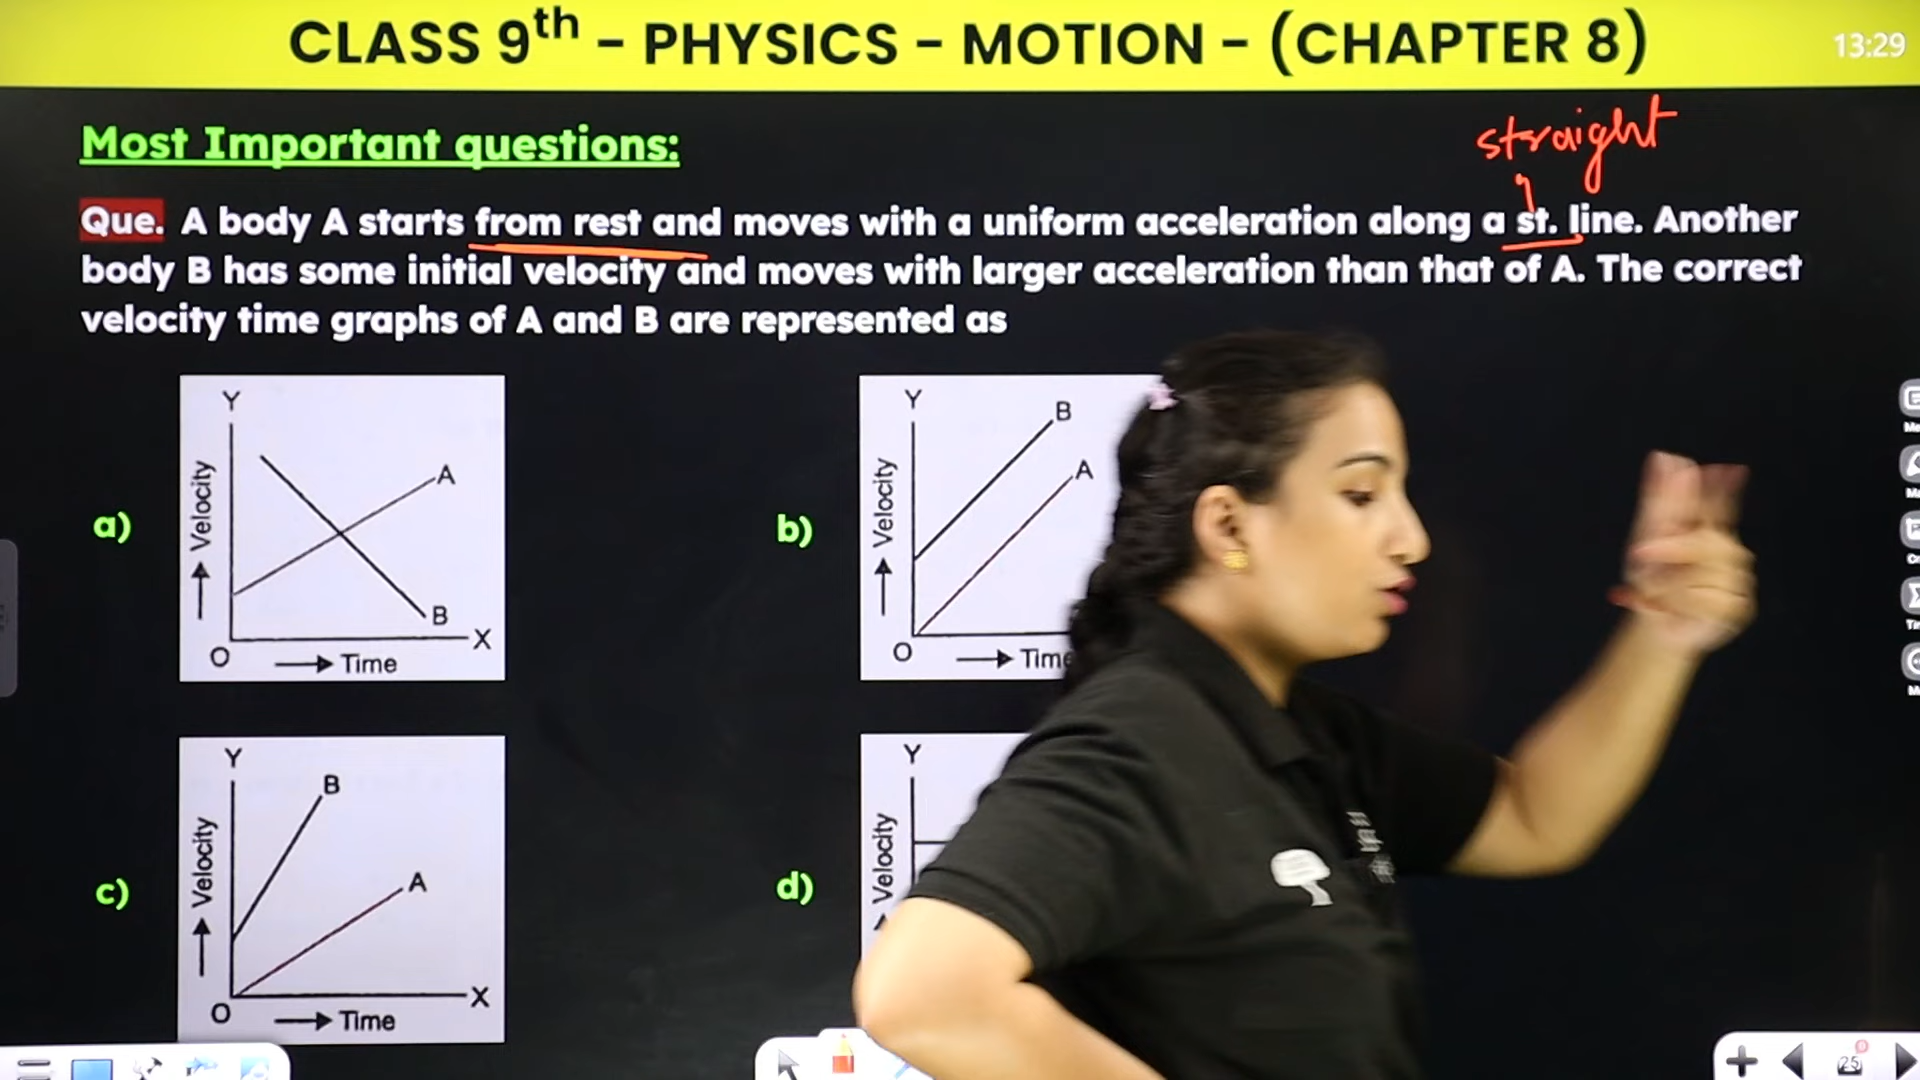 CLASS 9th - PHYSICS - MOTION - (CHAPTER 8)
13:29
Most Important questions:
straight
Que. A body A starts from rest and moves with a uniform acceleration along a st. line. Another
body B has some initial velocity and moves with larger acceleration than that of A. The correct
velocity time graphs of A and B are represented as
a)
Y
Velocity
A
B
X
O
Time
b)
Y
Velocity
B
A
O
Time
c)
Y
Velocity
B
A
X
O
Time
d)
Y
Velocity
25